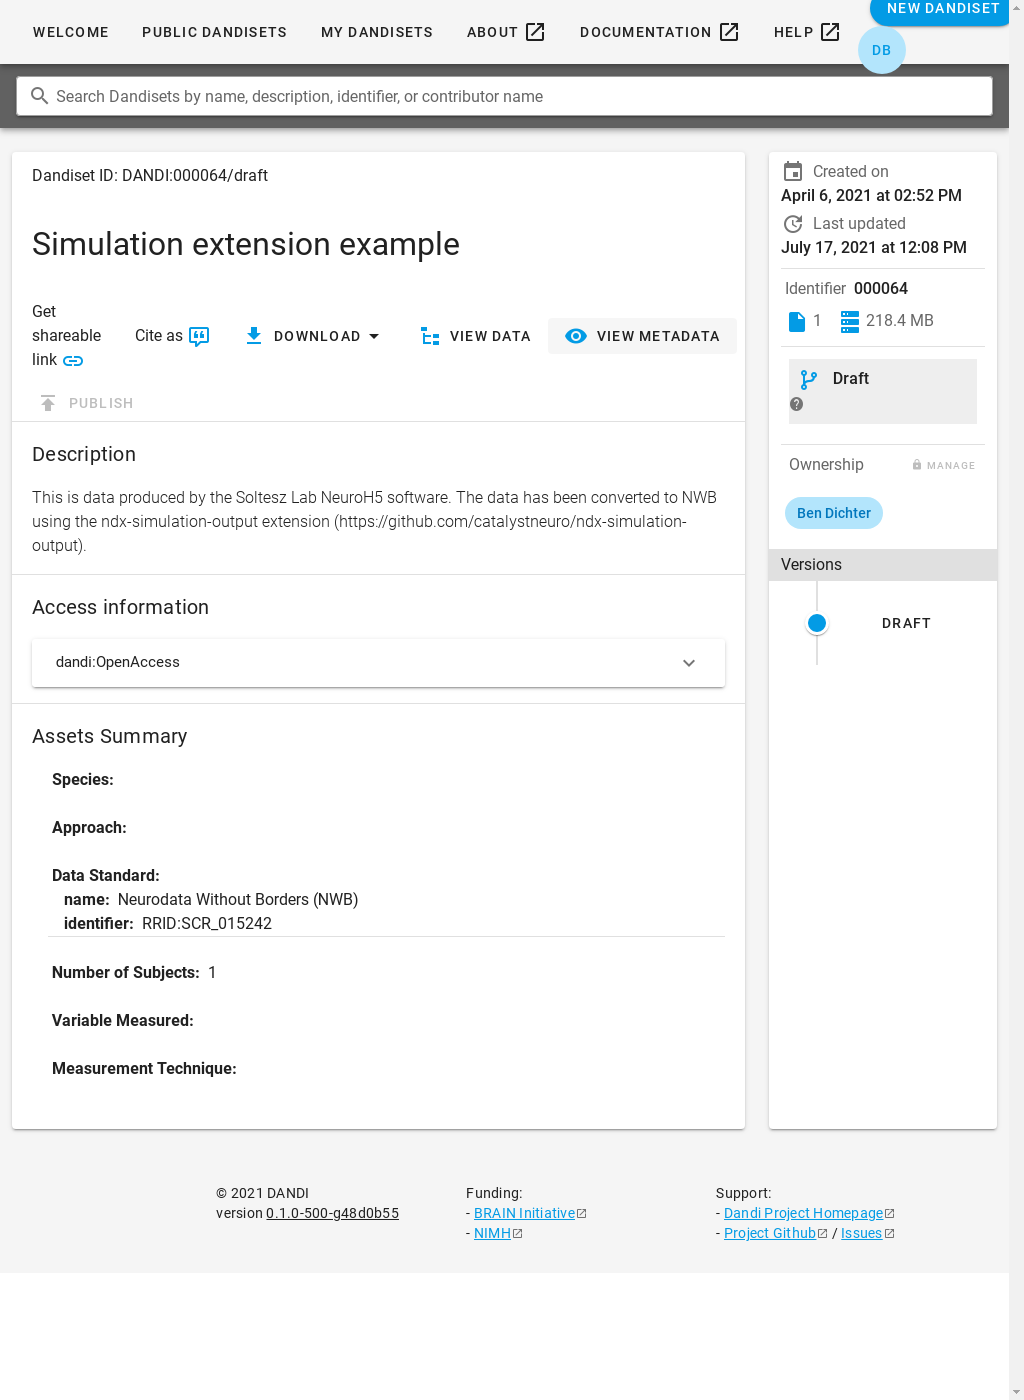 WELCOME PUBLIC DANDISETS MY DANDISETS ABOUT DOCUMENTATION HELP NEW DANDISET
DB
Search Dandisets by name, description, identifier, or contributor name
Dandiset ID: DANDI:000064/draft
Simulation extension example
Get
shareable
link
Cite as
DOWNLOAD
VIEW DATA
VIEW METADATA
PUBLISH
Description
This is data produced by the Soltesz Lab NeuroH5 software. The data has been converted to NWB
using the ndx-simulation-output extension (https://github.com/catalystneuro/ndx-simulation-
output).
Access information
dandi:OpenAccess
Assets Summary
Species:
Approach:
Data Standard:
name: Neurodata Without Borders (NWB)
identifier: RRID:SCR_015242
Number of Subjects: 1
Variable Measured:
Measurement Technique:
Created on
April 6, 2021 at 02:52 PM
Last updated
July 17, 2021 at 12:08 PM
Identifier 000064
1 218.4 MB
Draft
Ownership MANAGE
Ben Dichter
Versions
DRAFT
© 2021 DANDI
version 0.1.0-500-g48d0b55
Funding:
- BRAIN Initiative
- NIMH
Support:
- Dandi Project Homepage
- Project Github / Issues